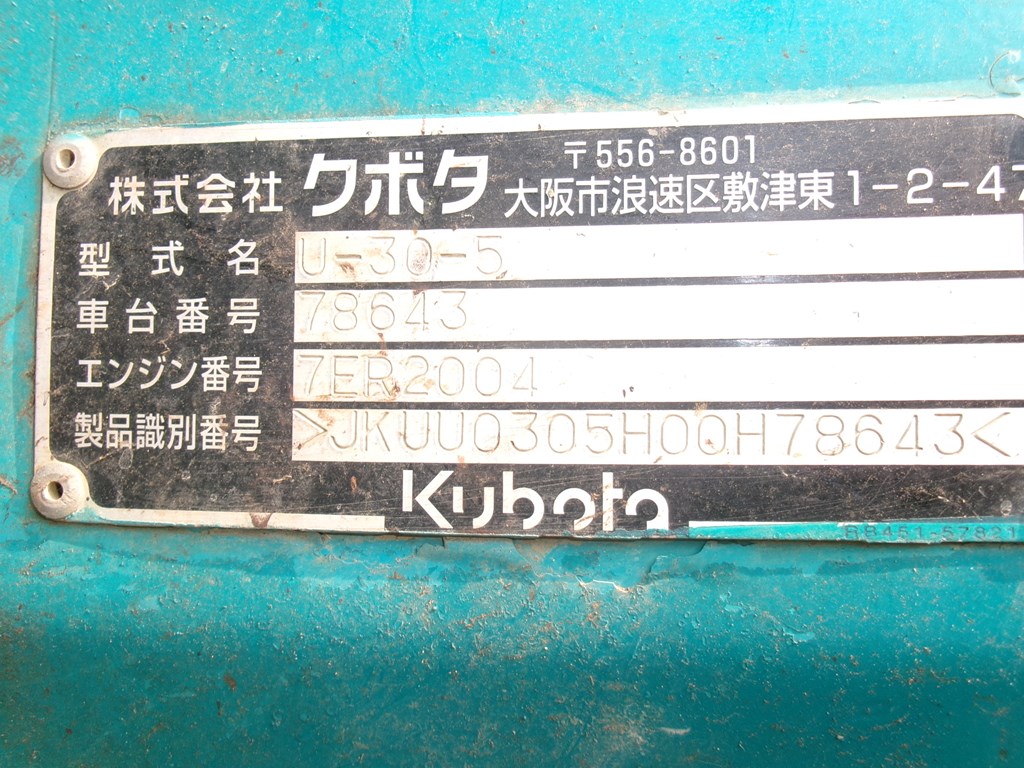 株式会社 クボタ 〒556-8601
大阪市浪速区敷津東1-2-47
型式名 U-30-5
車台番号 78643
エンジン番号 7ER2004
製品識別番号 >JKUU0305H00H78643<
Kubota